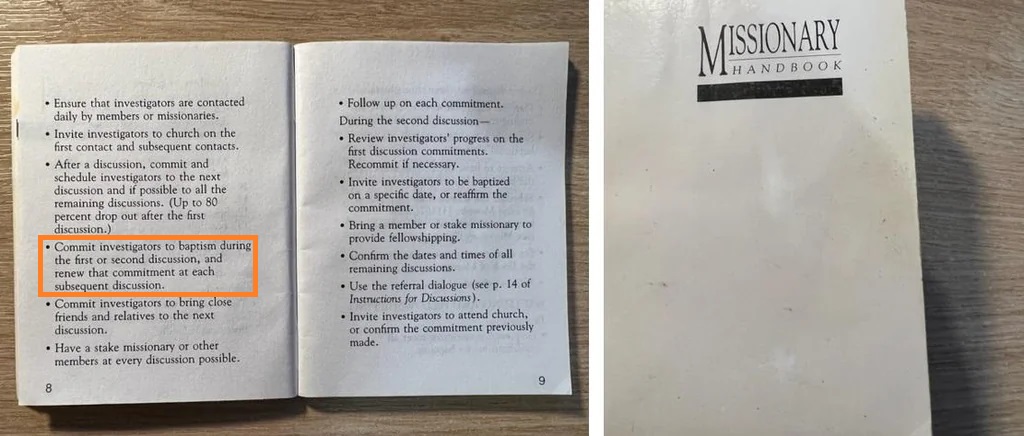 • Ensure that investigators are contacted
daily by members or missionaries.
• Invite investigators to church on the
first contact and subsequent contacts.
• After a discussion, commit and
schedule investigators to the next
discussion and if possible to all the
remaining discussions. (Up to 80
percent drop out after the first
discussion.)
• Commit investigators to baptism during
the first or second discussion, and
renew that commitment at each
subsequent discussion.
• Commit investigators to bring close
friends and relatives to the next
discussion.
• Have a stake missionary or other
members at every discussion possible.
8
• Follow up on each commitment.
During the second discussion—
• Review investigators' progress on the
first discussion commitments.
Recommit if necessary.
• Invite investigators to be baptized
on a specific date, or reaffirm the
commitment.
• Bring a member or stake missionary to
provide fellowshipping.
• Confirm the dates and times of all
remaining discussions.
• Use the referral dialogue (see p. 14 of
Instructions for Discussions).
• Invite investigators to attend church,
or confirm the commitment previously
made.
9
MISSIONARY
HANDBOOK